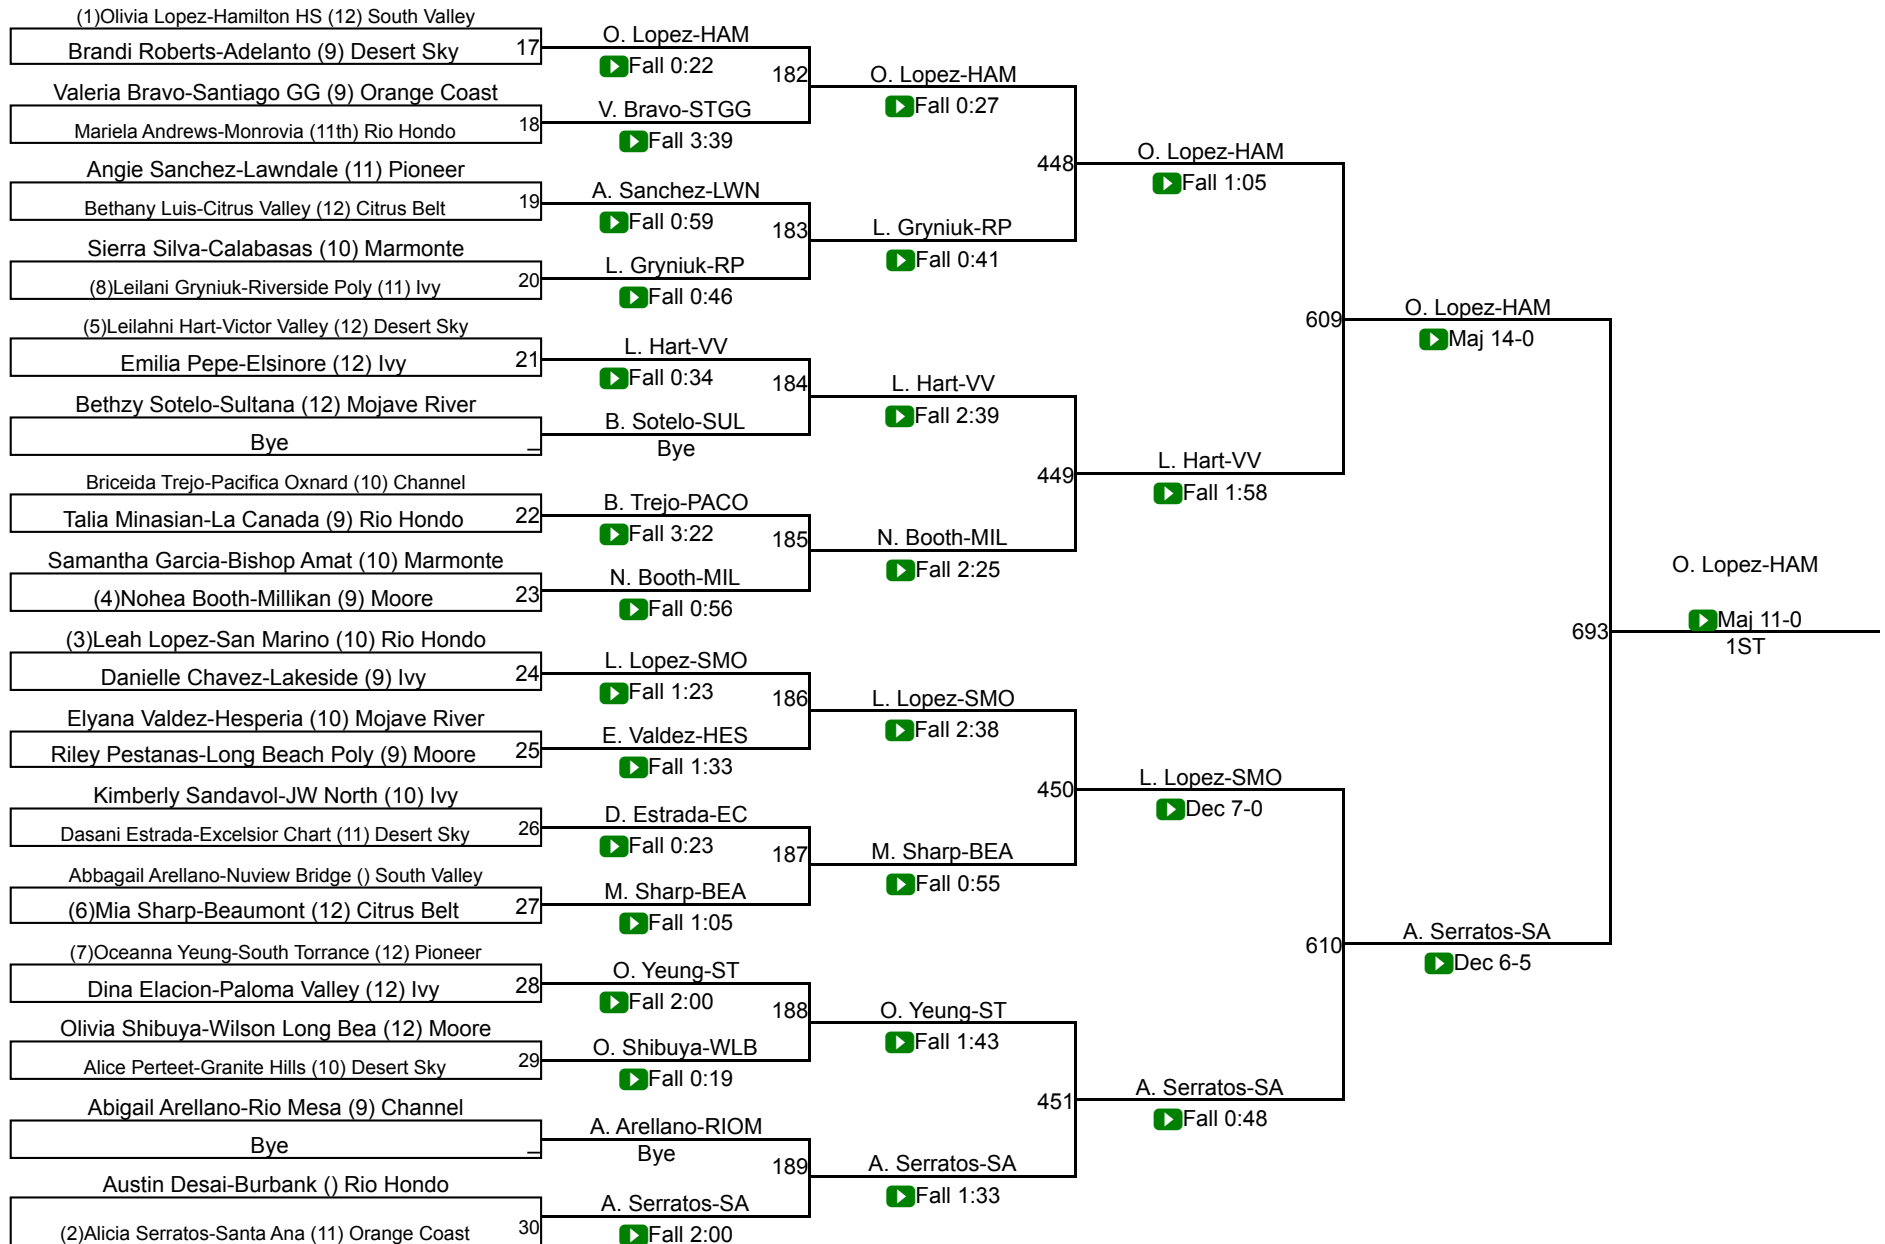 (1)Olivia Lopez-Hamilton HS (12) South Valley
Brandi Roberts-Adelanto (9) Desert Sky
17
Valeria Bravo-Santiago GG (9) Orange Coast
Mariela Andrews-Monrovia (11th) Rio Hondo
18
Angie Sanchez-Lawndale (11) Pioneer
Bethany Luis-Citrus Valley (12) Citrus Belt
19
Sierra Silva-Calabasas (10) Marmonte
(8)Leilani Gryniuk-Riverside Poly (11) Ivy
20
(5)Leilahni Hart-Victor Valley (12) Desert Sky
Emilia Pepe-Elsinore (12) Ivy
21
Bethzy Sotelo-Sultana (12) Mojave River
Bye
_
Briceida Trejo-Pacifica Oxnard (10) Channel
Talia Minasian-La Canada (9) Rio Hondo
22
Samantha Garcia-Bishop Amat (10) Marmonte
(4)Nohea Booth-Millikan (9) Moore
23
(3)Leah Lopez-San Marino (10) Rio Hondo
Danielle Chavez-Lakeside (9) Ivy
24
Elyana Valdez-Hesperia (10) Mojave River
Riley Pestanas-Long Beach Poly (9) Moore
25
Kimberly Sandavol-JW North (10) Ivy
Dasani Estrada-Excelsior Chart (11) Desert Sky
26
Abbagail Arellano-Nuview Bridge () South Valley
(6)Mia Sharp-Beaumont (12) Citrus Belt
27
(7)Oceanna Yeung-South Torrance (12) Pioneer
Dina Elacion-Paloma Valley (12) Ivy
28
Olivia Shibuya-Wilson Long Bea (12) Moore
Alice Perteet-Granite Hills (10) Desert Sky
29
Abigail Arellano-Rio Mesa (9) Channel
Bye
_
Austin Desai-Burbank () Rio Hondo
(2)Alicia Serratos-Santa Ana (11) Orange Coast
30
O. Lopez-HAM
Fall 0:22
182
V. Bravo-STGG
Fall 3:39
A. Sanchez-LWN
Fall 0:59
183
L. Gryniuk-RP
Fall 0:46
L. Hart-VV
Fall 0:34
184
B. Sotelo-SUL
Bye
B. Trejo-PACO
Fall 3:22
185
N. Booth-MIL
Fall 0:56
L. Lopez-SMO
Fall 1:23
186
E. Valdez-HES
Fall 1:33
D. Estrada-EC
Fall 0:23
187
M. Sharp-BEA
Fall 1:05
O. Yeung-ST
Fall 2:00
188
O. Shibuya-WLB
Fall 0:19
A. Arellano-RIOM
Bye
189
A. Serratos-SA
Fall 2:00
O. Lopez-HAM
Fall 0:27
448
L. Gryniuk-RP
Fall 0:41
L. Hart-VV
Fall 2:39
449
N. Booth-MIL
Fall 2:25
L. Lopez-SMO
Fall 2:38
450
M. Sharp-BEA
Fall 0:55
O. Yeung-ST
Fall 1:43
451
A. Serratos-SA
Fall 1:33
O. Lopez-HAM
Fall 1:05
609
L. Hart-VV
Fall 1:58
L. Lopez-SMO
Dec 7-0
610
A. Serratos-SA
Fall 0:48
O. Lopez-HAM
Maj 14-0
693
A. Serratos-SA
Dec 6-5
O. Lopez-HAM
Maj 11-0
1ST